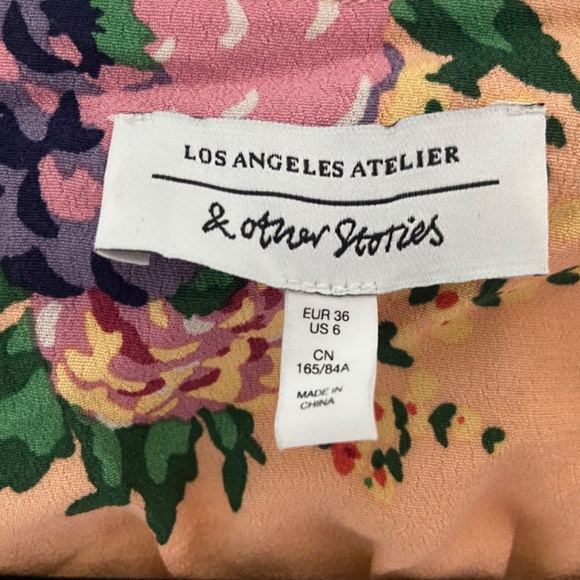 LOS ANGELES ATELIER
& other Stories
EUR 36
US 6
CN
165/84A
MADE IN
CHINA